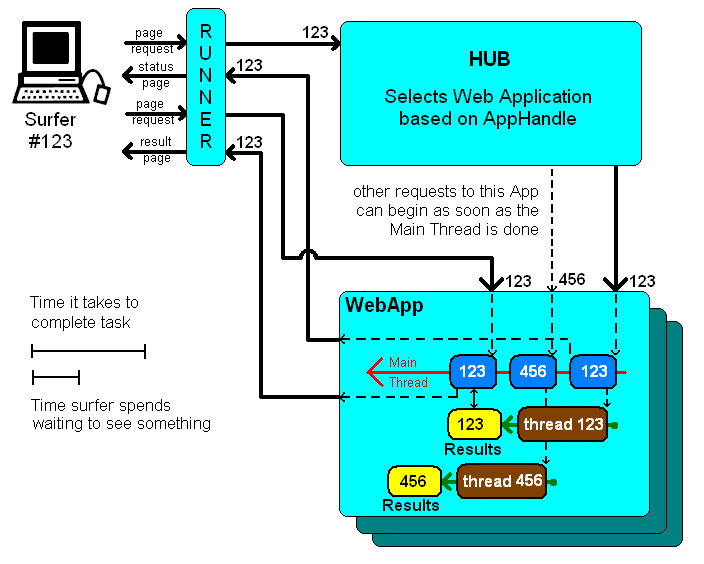 page
request
status
page
page
request
result
page
Surfer
#123
R
U
N
N
E
R
123
123
123
HUB
Selects Web Application
based on AppHandle
other requests to this App
can begin as soon as the
Main Thread is done
123
456
123
Time it takes to
complete task
Time surfer spends
waiting to see something
WebApp
Main
Thread
123
456
123
123
thread 123
Results
456
thread 456
Results